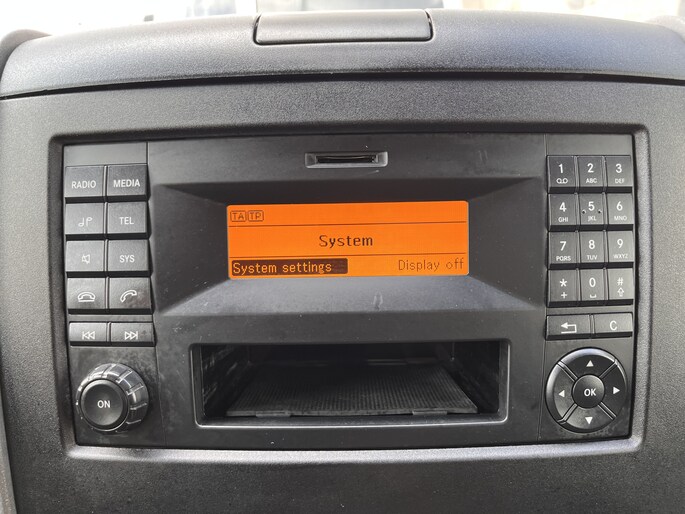 RADIO MEDIA
TEL
SYS
ON
TA TP
System
System settings Display off
1 2 ABC 3 DEF
4 GHI 5 JKL 6 MNO
7 PQRS 8 TUV 9 WXYZ
* + 0 #
C
OK